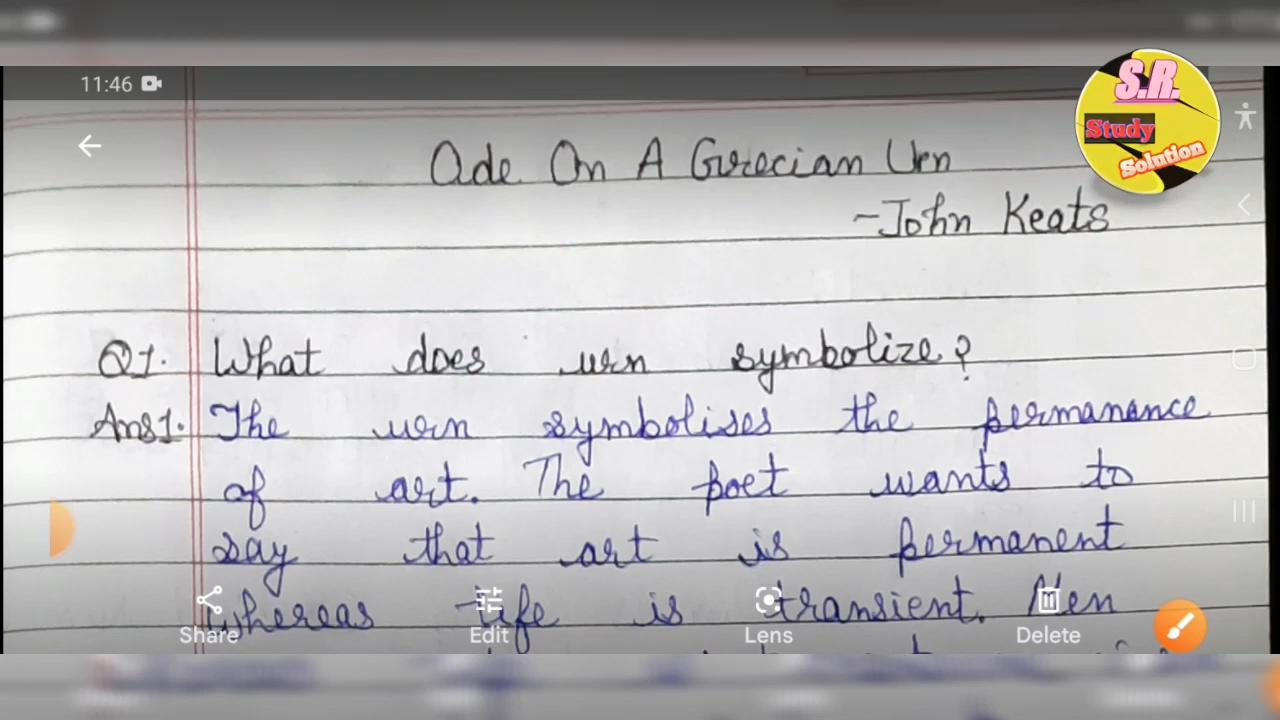 11:46
S.R.
Study
Solution
Ode On A Grecian Urn
-John Keats
Q1. What does urn symbolize?
Ans1. The urn symbolises the permanance
of art. The poet wants to
say that art is permanent
whereas life is transient. Men
Share Edit Lens Delete